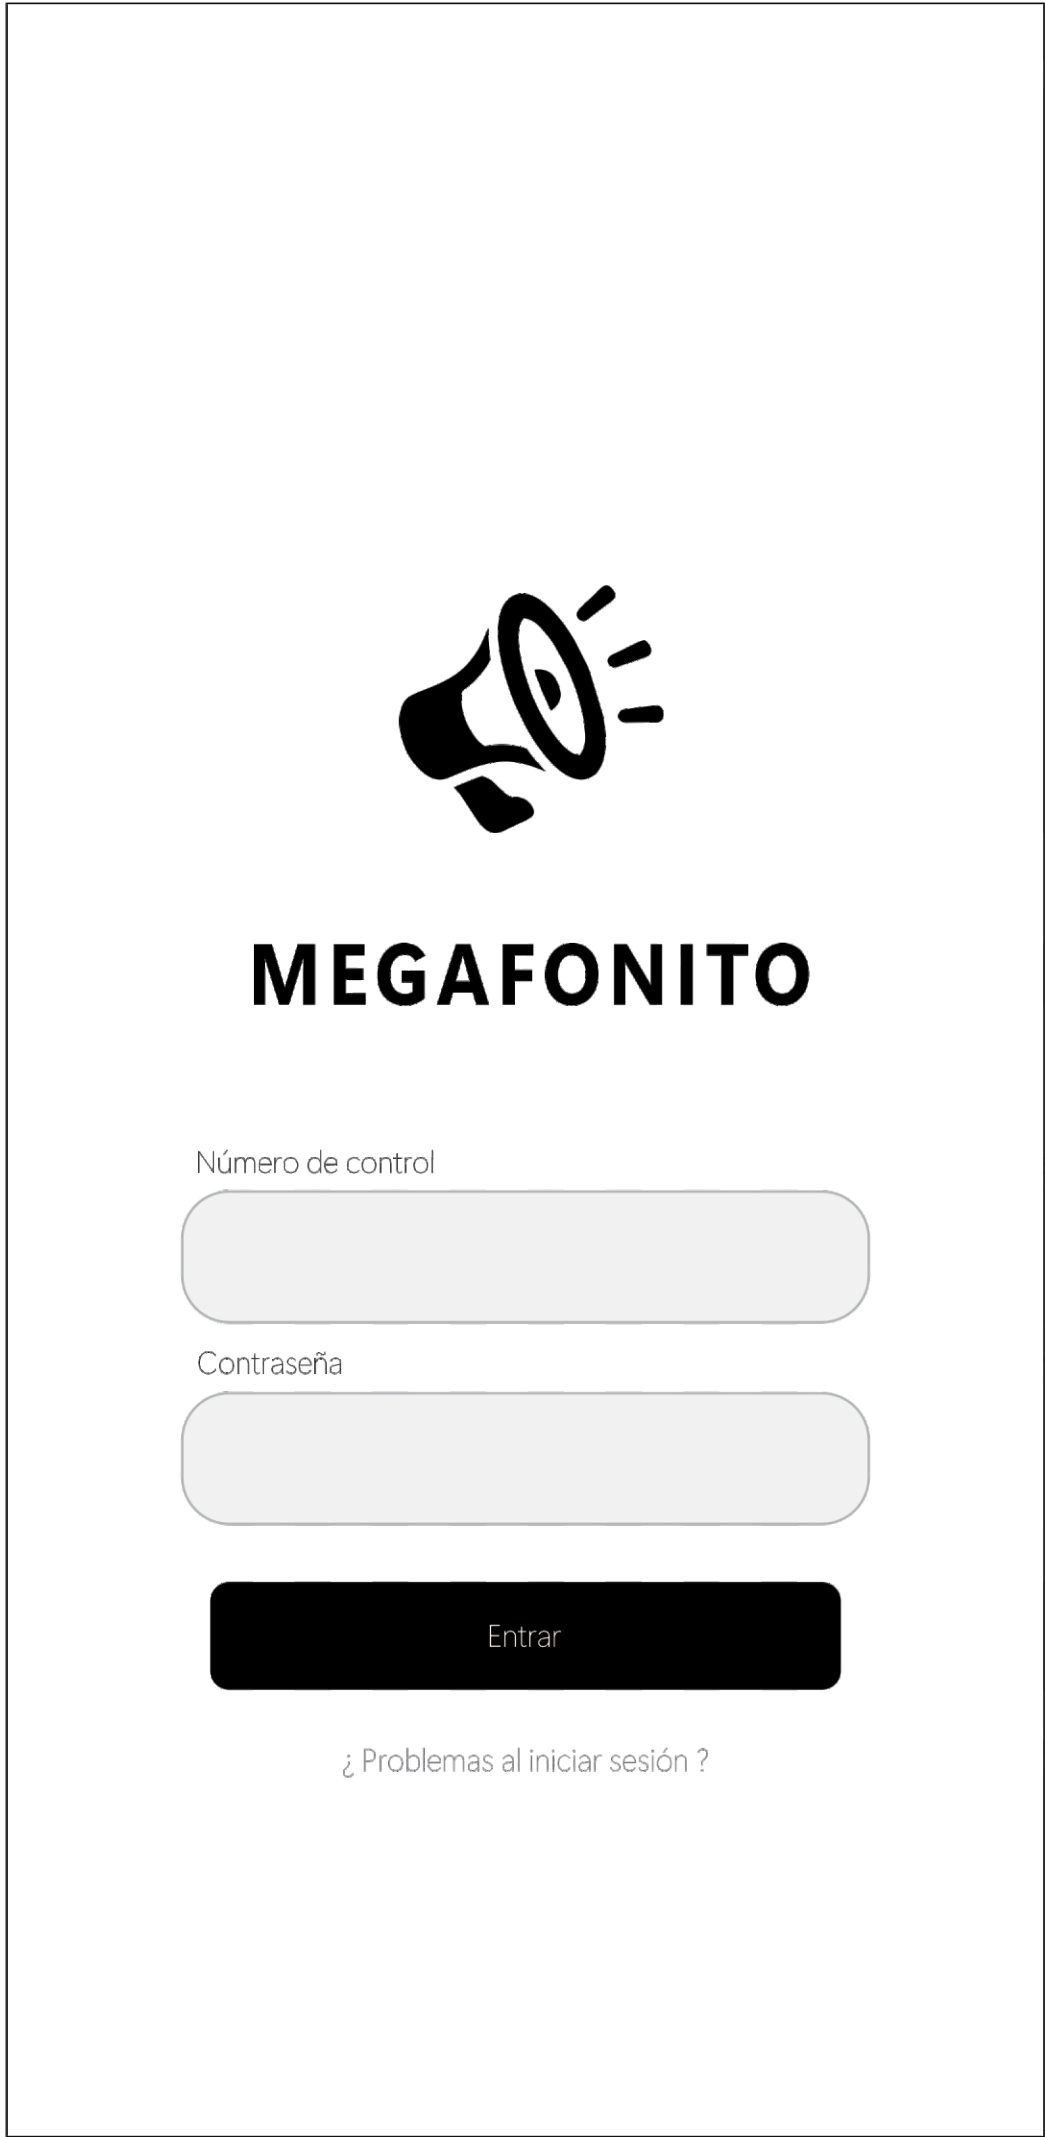 MEGAFONITO
Número de control
Contraseña
Entrar
¿ Problemas al iniciar sesión ?